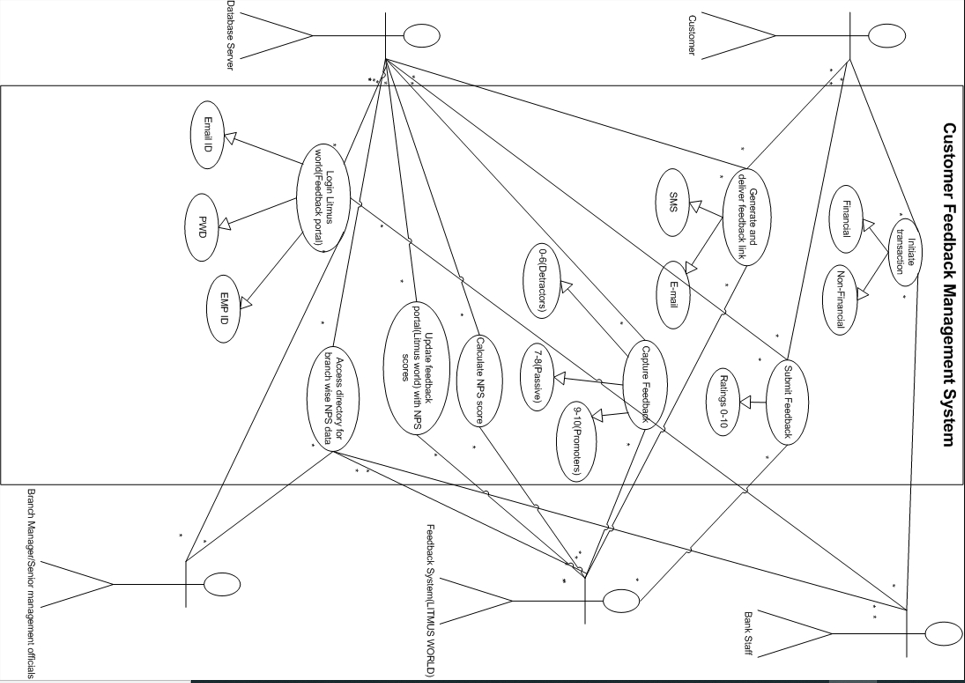 Customer Feedback Management System
Customer
Initiate
transaction
Financial
Non-Financial
Generate and
deliver feedback link
SMS
E-mail
Submit Feedback
Ratings 0-10
Bank Staff
Capture Feedback
0-6(Detractors)
7-8(Passive)
9-10(Promoters)
Calculate NPS score
Update feedback
portal(Litmus world) with NPS
scores
Feedback System(LITMUS WORLD)
Database Server
Login Litmus
world(Feedback portal)
Email ID
PWD
EMP ID
Access directory for
branch wise NPS data
Branch Manager/Senior management officials